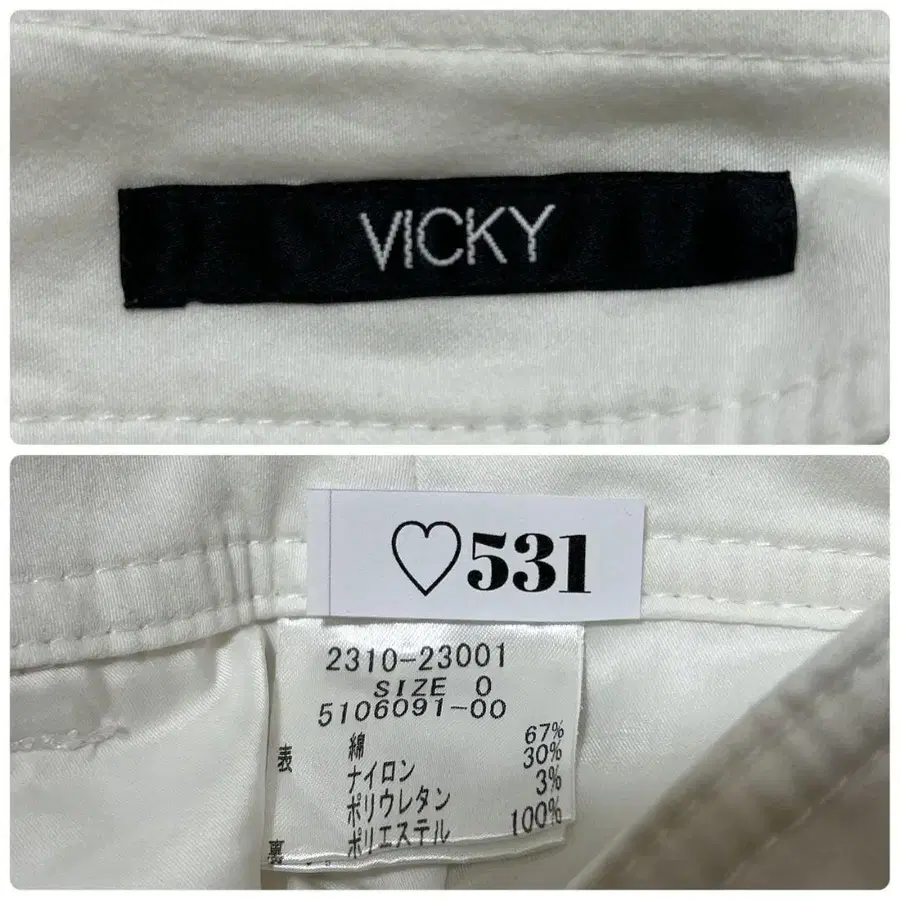 VICKY
♡531
2310-23001
SIZE 0
5106091-00
表 綿 67%
ナイロン 30%
ポリウレタン 3%
裏 ポリエステル 100%